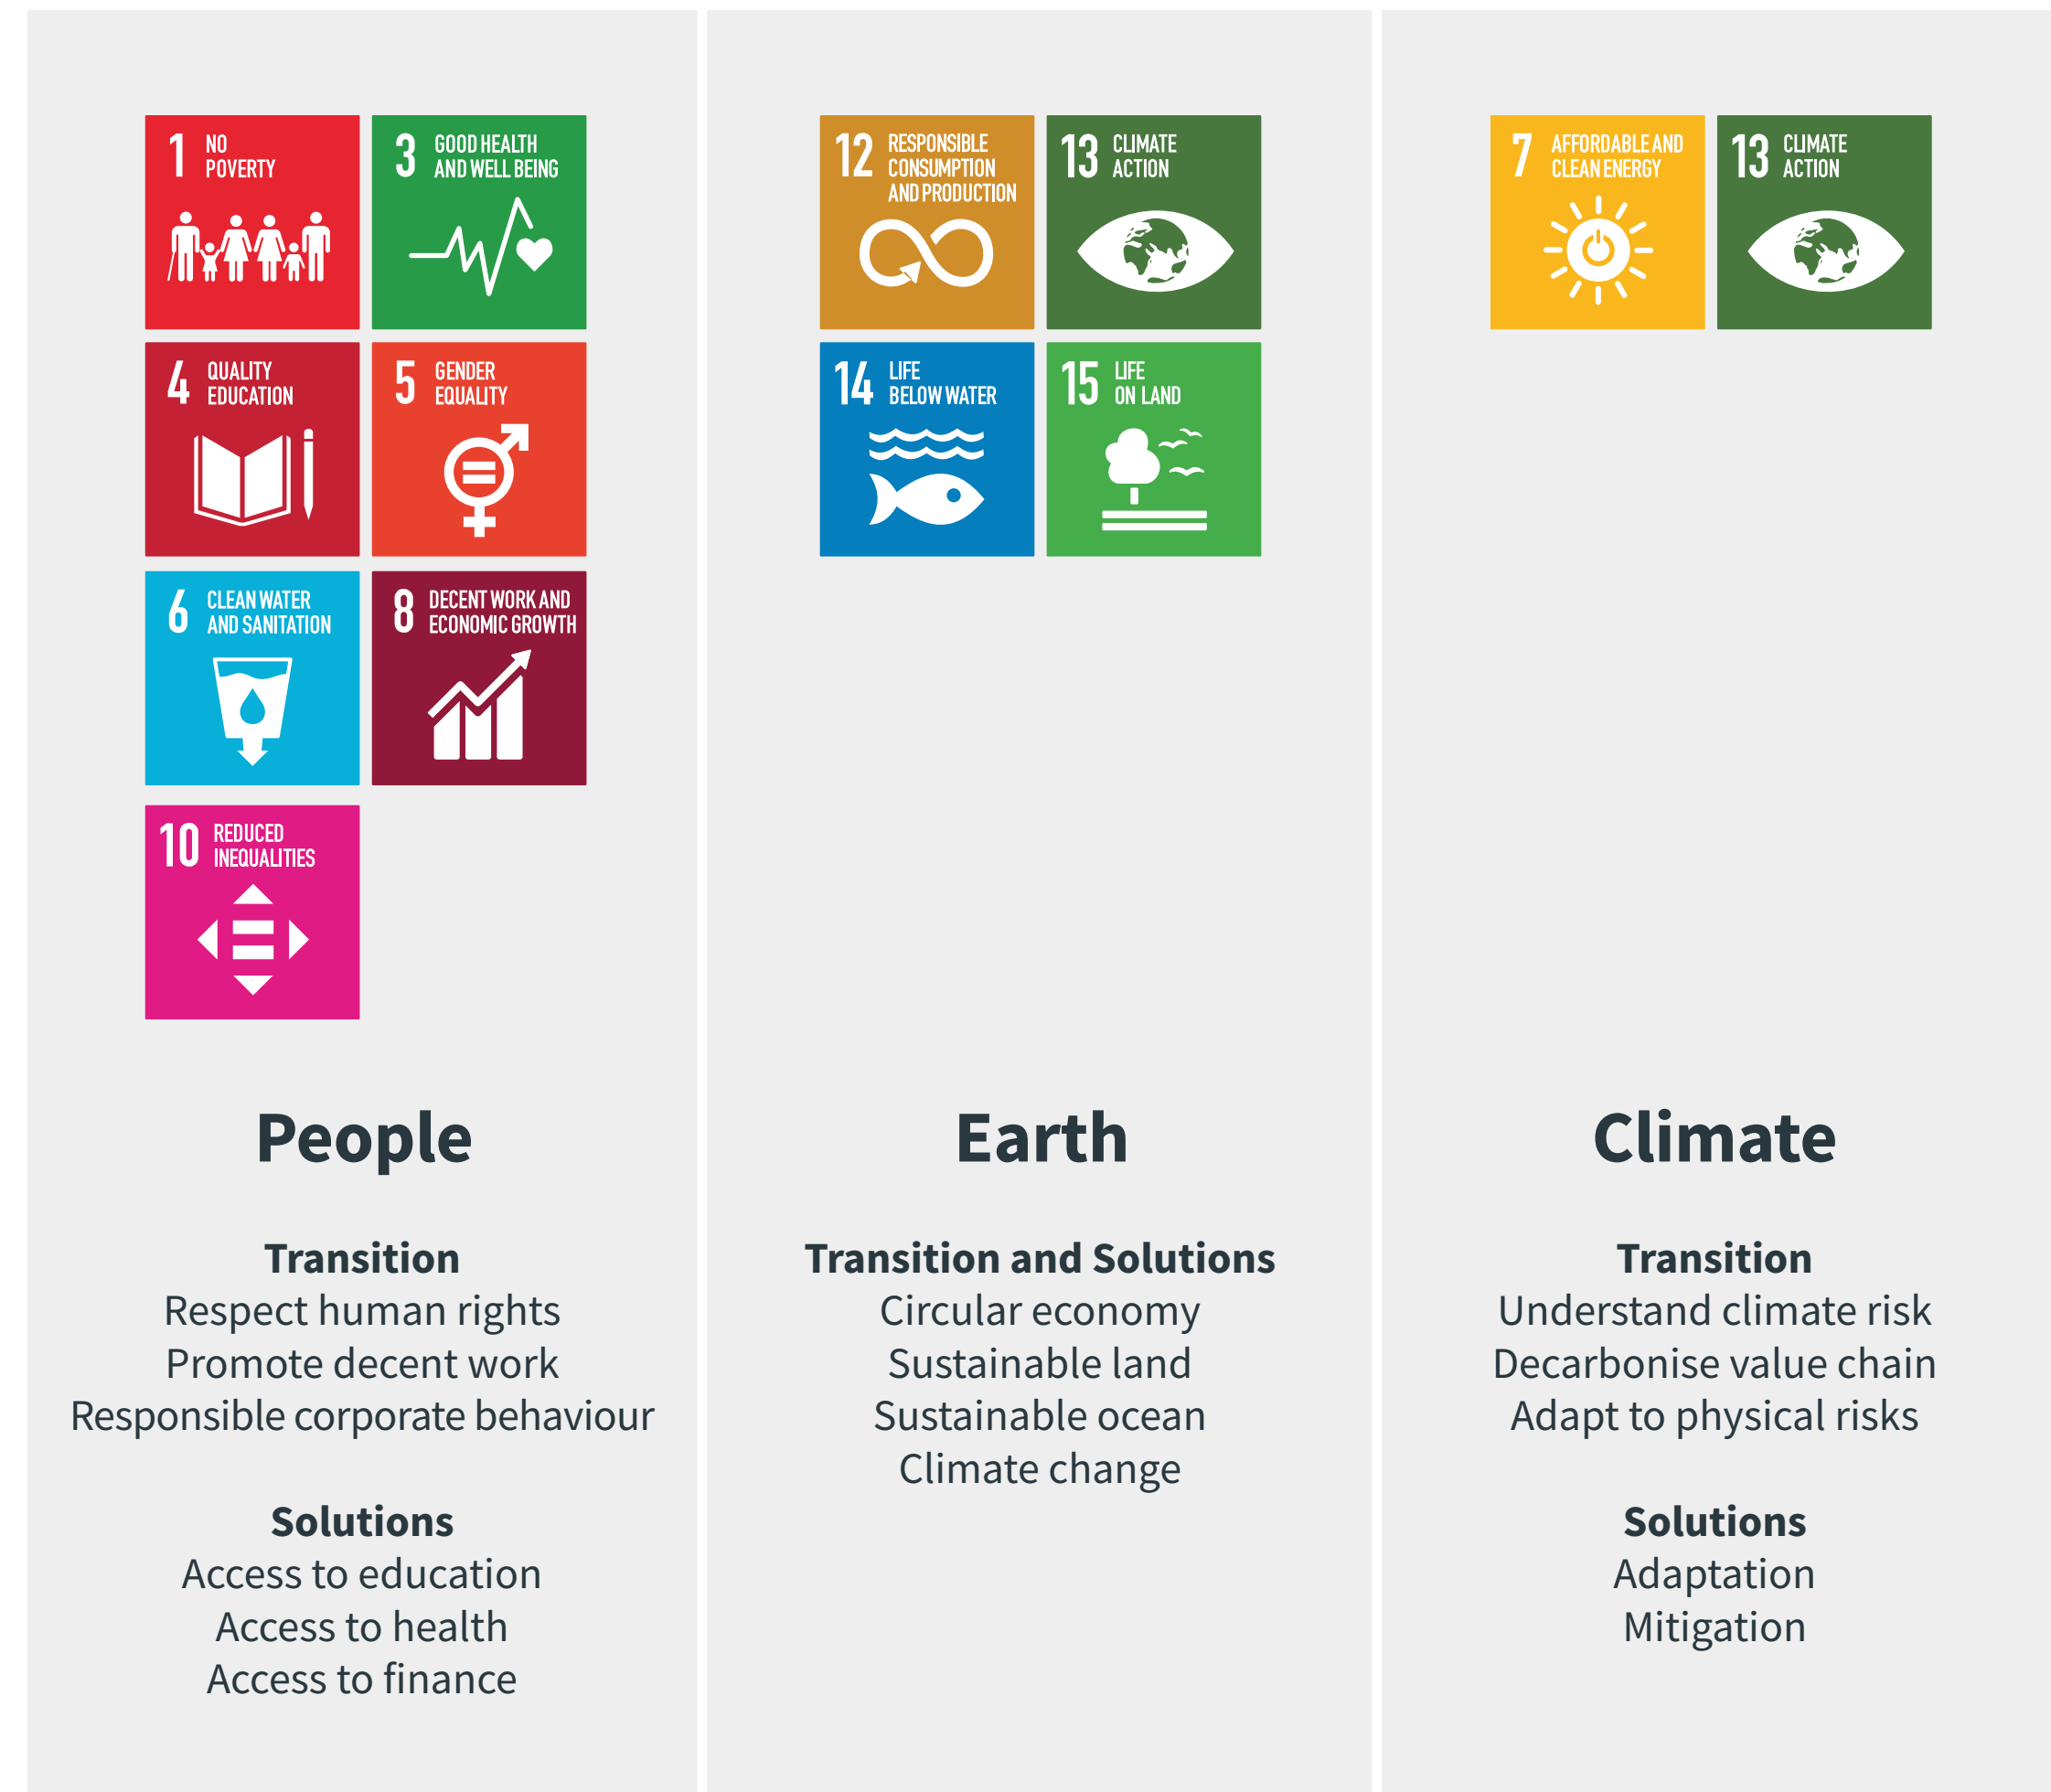 1 NO
POVERTY
3 GOOD HEALTH
AND WELL BEING
4 QUALITY
EDUCATION
5 GENDER
EQUALITY
6 CLEAN WATER
AND SANITATION
8 DECENT WORK AND
ECONOMIC GROWTH
10 REDUCED
INEQUALITIES
People
Transition
Respect human rights
Promote decent work
Responsible corporate behaviour
Solutions
Access to education
Access to health
Access to finance
12 RESPONSIBLE
CONSUMPTION
AND PRODUCTION
13 CLIMATE
ACTION
14 LIFE
BELOW WATER
15 LIFE
ON LAND
Earth
Transition and Solutions
Circular economy
Sustainable land
Sustainable ocean
Climate change
7 AFFORDABLE AND
CLEAN ENERGY
13 CLIMATE
ACTION
Climate
Transition
Understand climate risk
Decarbonise value chain
Adapt to physical risks
Solutions
Adaptation
Mitigation